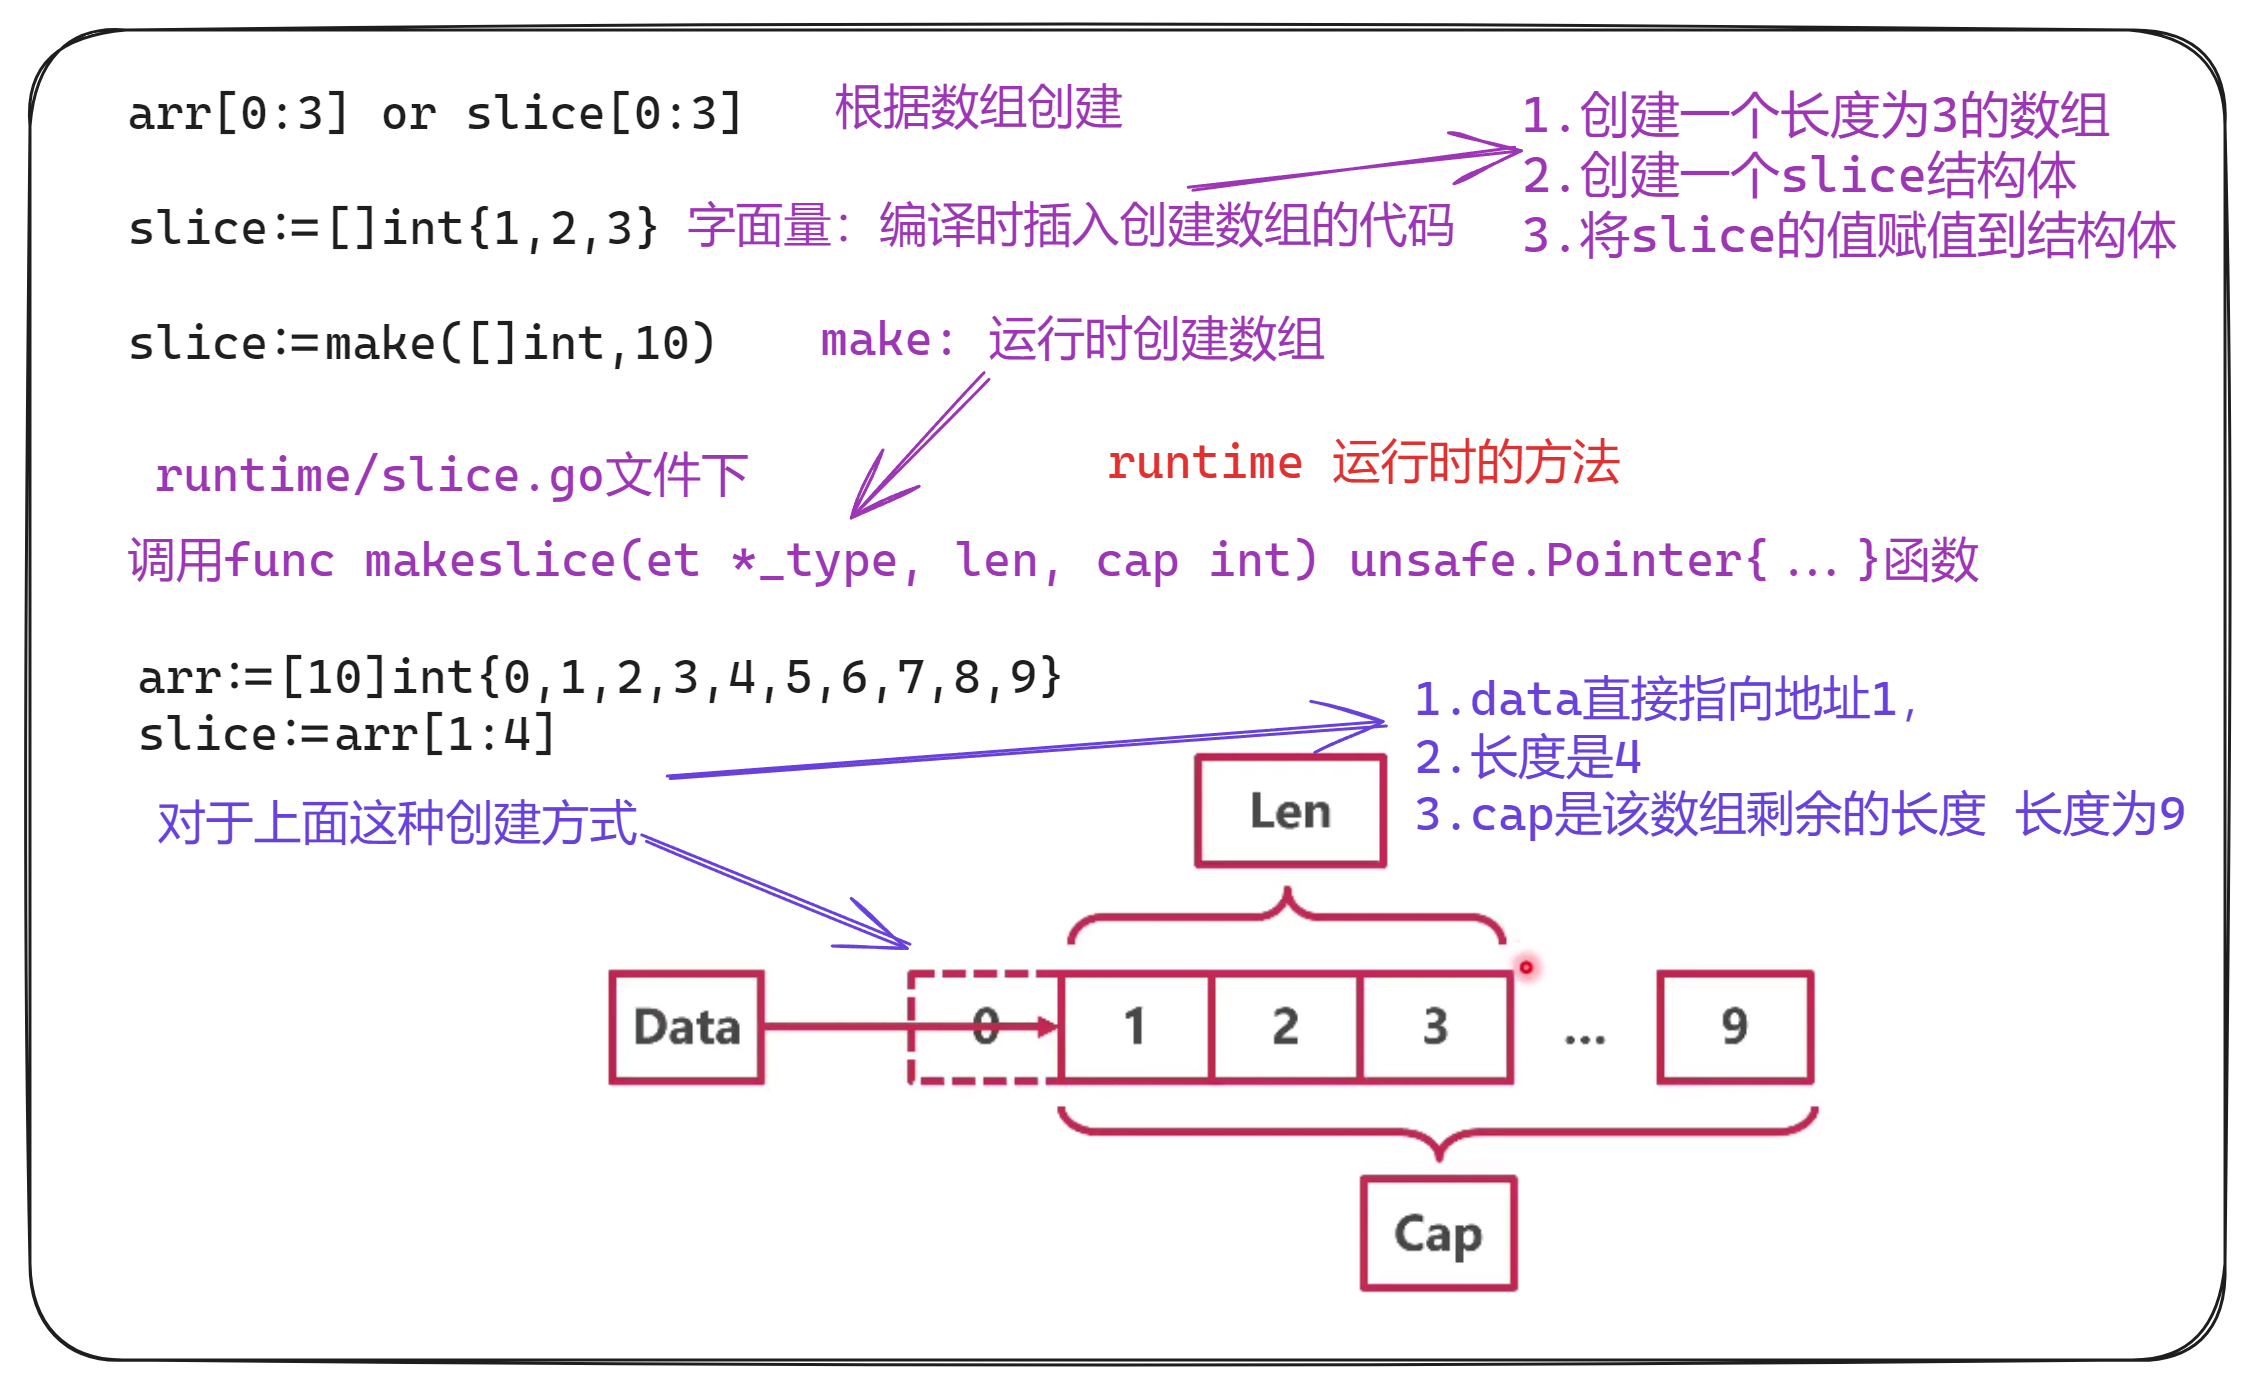 arr[0:3] or slice[0:3]
根据数组创建
slice:=[]int{1,2,3}
字面量：编译时插入创建数组的代码
1.创建一个长度为3的数组
2.创建一个slice结构体
3.将slice的值赋值到结构体
slice:=make([]int,10)
make: 运行时创建数组
runtime/slice.go文件下
runtime 运行时的方法
调用func makeslice(et *_type, len, cap int) unsafe.Pointer{...}函数
arr:=[10]int{0,1,2,3,4,5,6,7,8,9}
slice:=arr[1:4]
对于上面这种创建方式
1.data直接指向地址1,
2.长度是4
3.cap是该数组剩余的长度 长度为9
Len
Data 0 1 2 3 ... 9
Cap